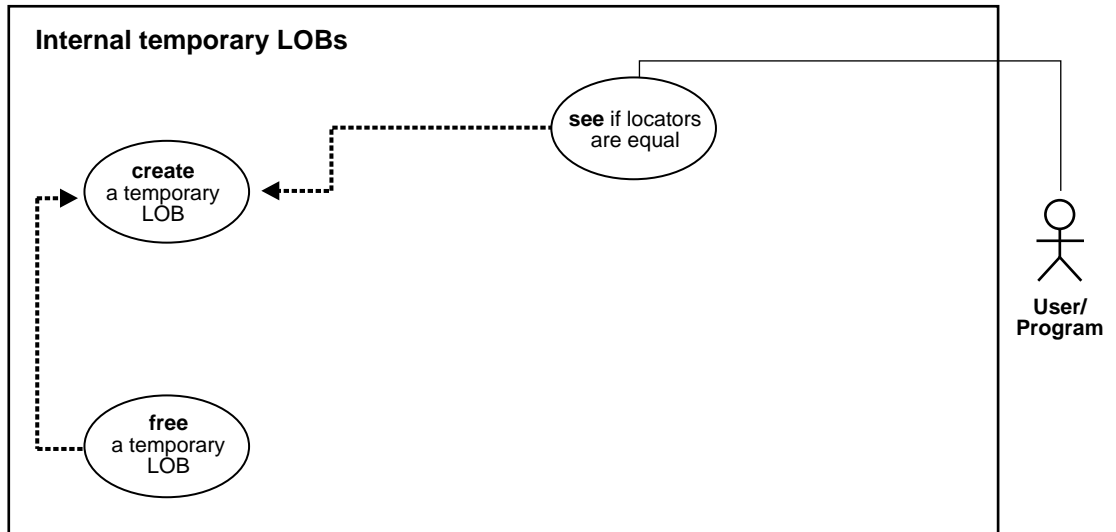 Internal temporary LOBs
see if locators
are equal
create
a temporary
LOB
User/
Program
free
a temporary
LOB